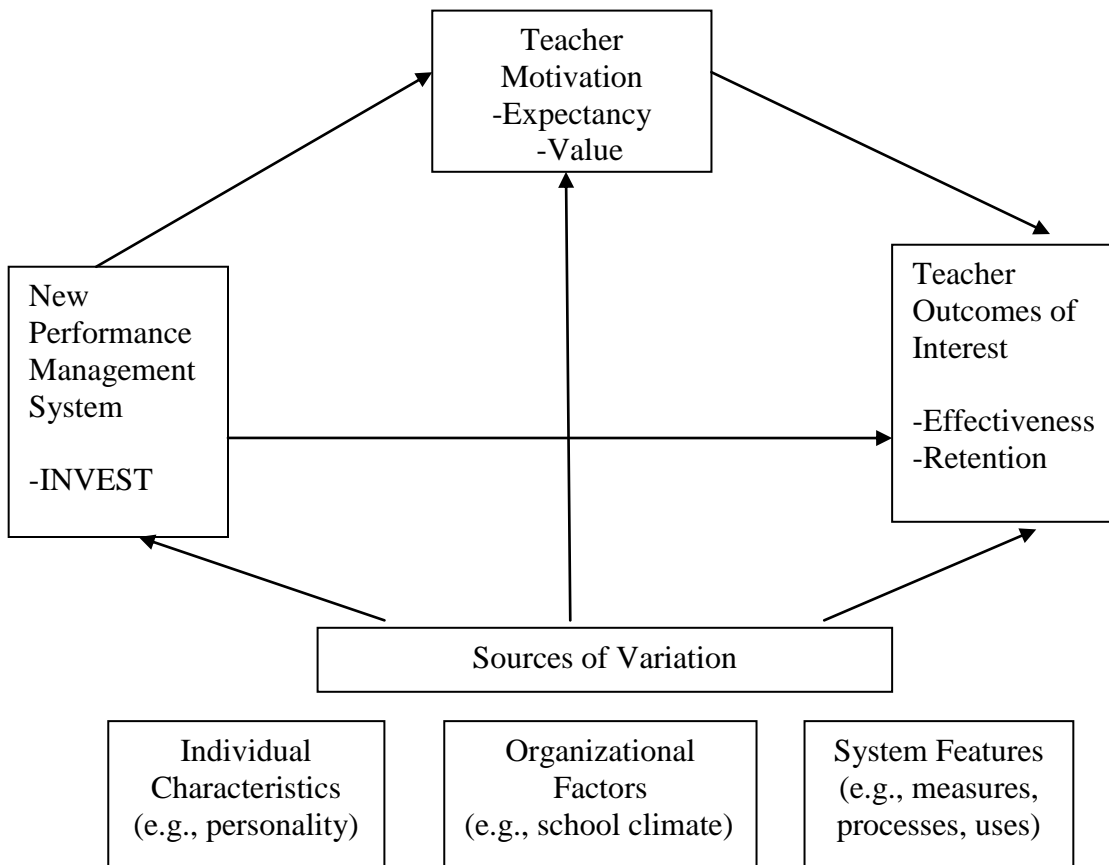 Teacher
Motivation
-Expectancy
-Value
New
Performance
Management
System
-INVEST
Teacher
Outcomes of
Interest
-Effectiveness
-Retention
Sources of Variation
Individual
Characteristics
(e.g., personality)
Organizational
Factors
(e.g., school climate)
System Features
(e.g., measures,
processes, uses)